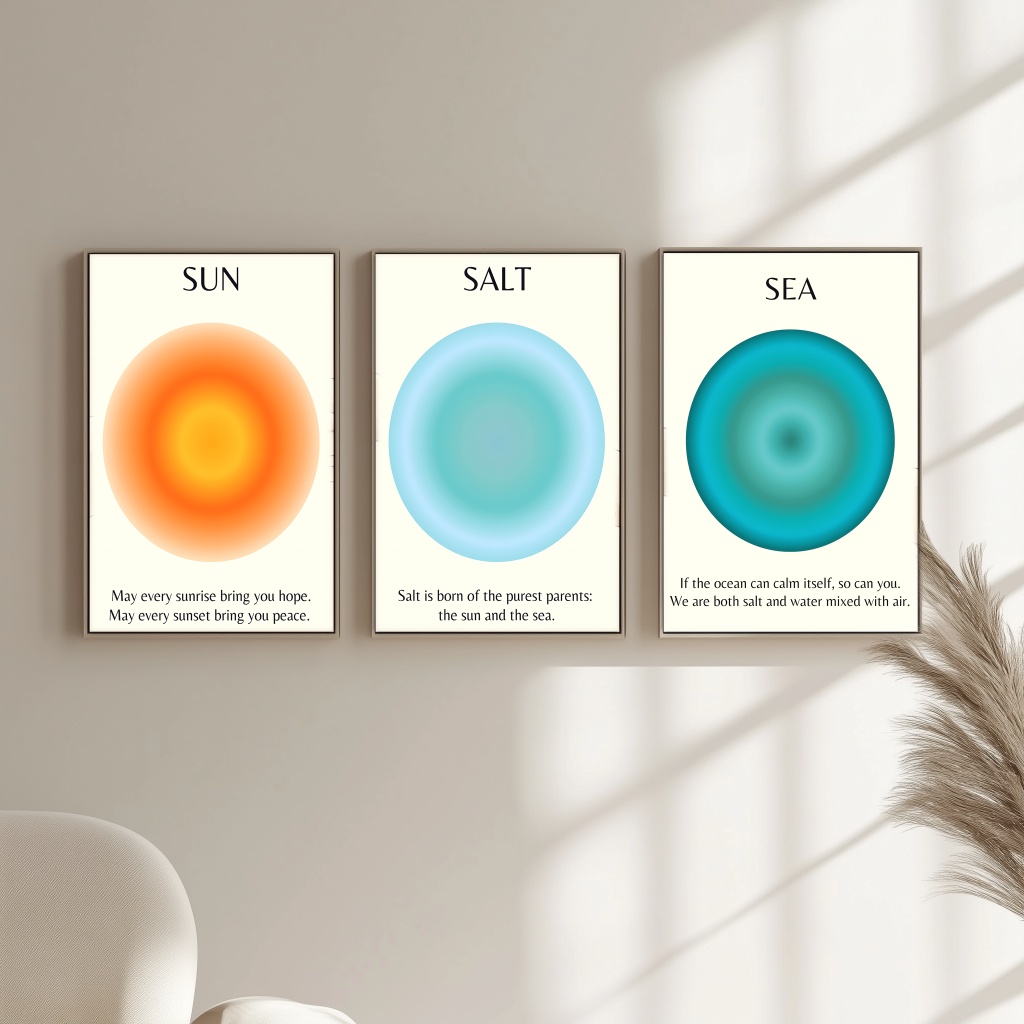 SUN
May every sunrise bring you hope.
May every sunset bring you peace.
SALT
Salt is born of the purest parents:
the sun and the sea.
SEA
If the ocean can calm itself, so can you.
We are both salt and water mixed with air.